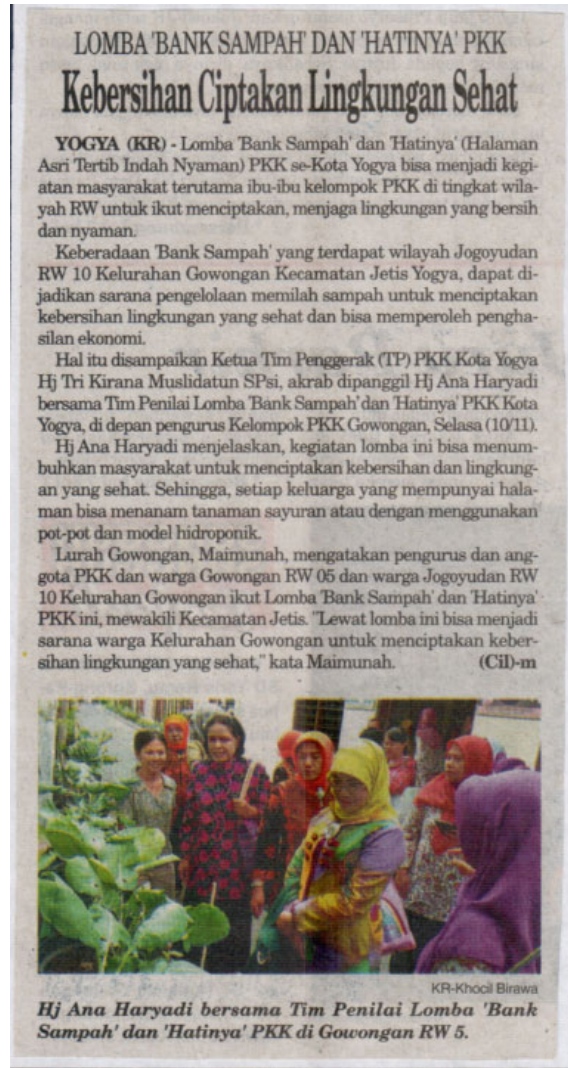 LOMBA 'BANK SAMPAH' DAN 'HATINYA' PKK
Kebersihan Ciptakan Lingkungan Sehat
YOGYA (KR) - Lomba 'Bank Sampah' dan 'Hatinya' (Halaman
Asri Tertib Indah Nyaman) PKK se-Kota Yogya bisa menjadi kegi-
atan masyarakat terutama ibu-ibu kelompok PKK di tingkat wila-
yah RW untuk ikut menciptakan, menjaga lingkungan yang bersih
dan nyaman.
Keberadaan 'Bank Sampah' yang terdapat wilayah Jogoyudan
RW 10 Kelurahan Gowongan Kecamatan Jetis Yogya, dapat di-
jadikan sarana pengelolaan memilah sampah untuk menciptakan
kebersihan lingkungan yang sehat dan bisa memperoleh pengha-
silan ekonomi.
Hal itu disampaikan Ketua Tim Penggerak (TP) PKK Kota Yogya
Hj Tri Kirana Muslidatun SPsi, akrab dipanggil Hj Ana Haryadi
bersama Tim Penilai Lomba 'Bank Sampah' dan 'Hatinya' PKK Kota
Yogya, di depan pengurus Kelompok PKK Gowongan, Selasa (10/11).
Hj Ana Haryadi menjelaskan, kegiatan lomba ini bisa menum-
buhkan masyarakat untuk menciptakan kebersihan dan lingkung-
an yang sehat. Sehingga, setiap keluarga yang mempunyai hala-
man bisa menanam tanaman sayuran atau dengan menggunakan
pot-pot dan model hidroponik.
Lurah Gowongan, Maimunah, mengatakan pengurus dan ang-
gota PKK dan warga Gowongan RW 05 dan warga Jogoyudan RW
10 Kelurahan Gowongan ikut Lomba 'Bank Sampah' dan 'Hatinya'
PKK ini, mewakili Kecamatan Jetis. "Lewat lomba ini bisa menjadi
sarana warga Kelurahan Gowongan untuk menciptakan keber-
sihan lingkungan yang sehat," kata Maimunah. (Cil)-m
KR-Khocil Birawa
Hj Ana Haryadi bersama Tim Penilai Lomba 'Bank
Sampah' dan 'Hatinya' PKK di Gowongan RW 5.